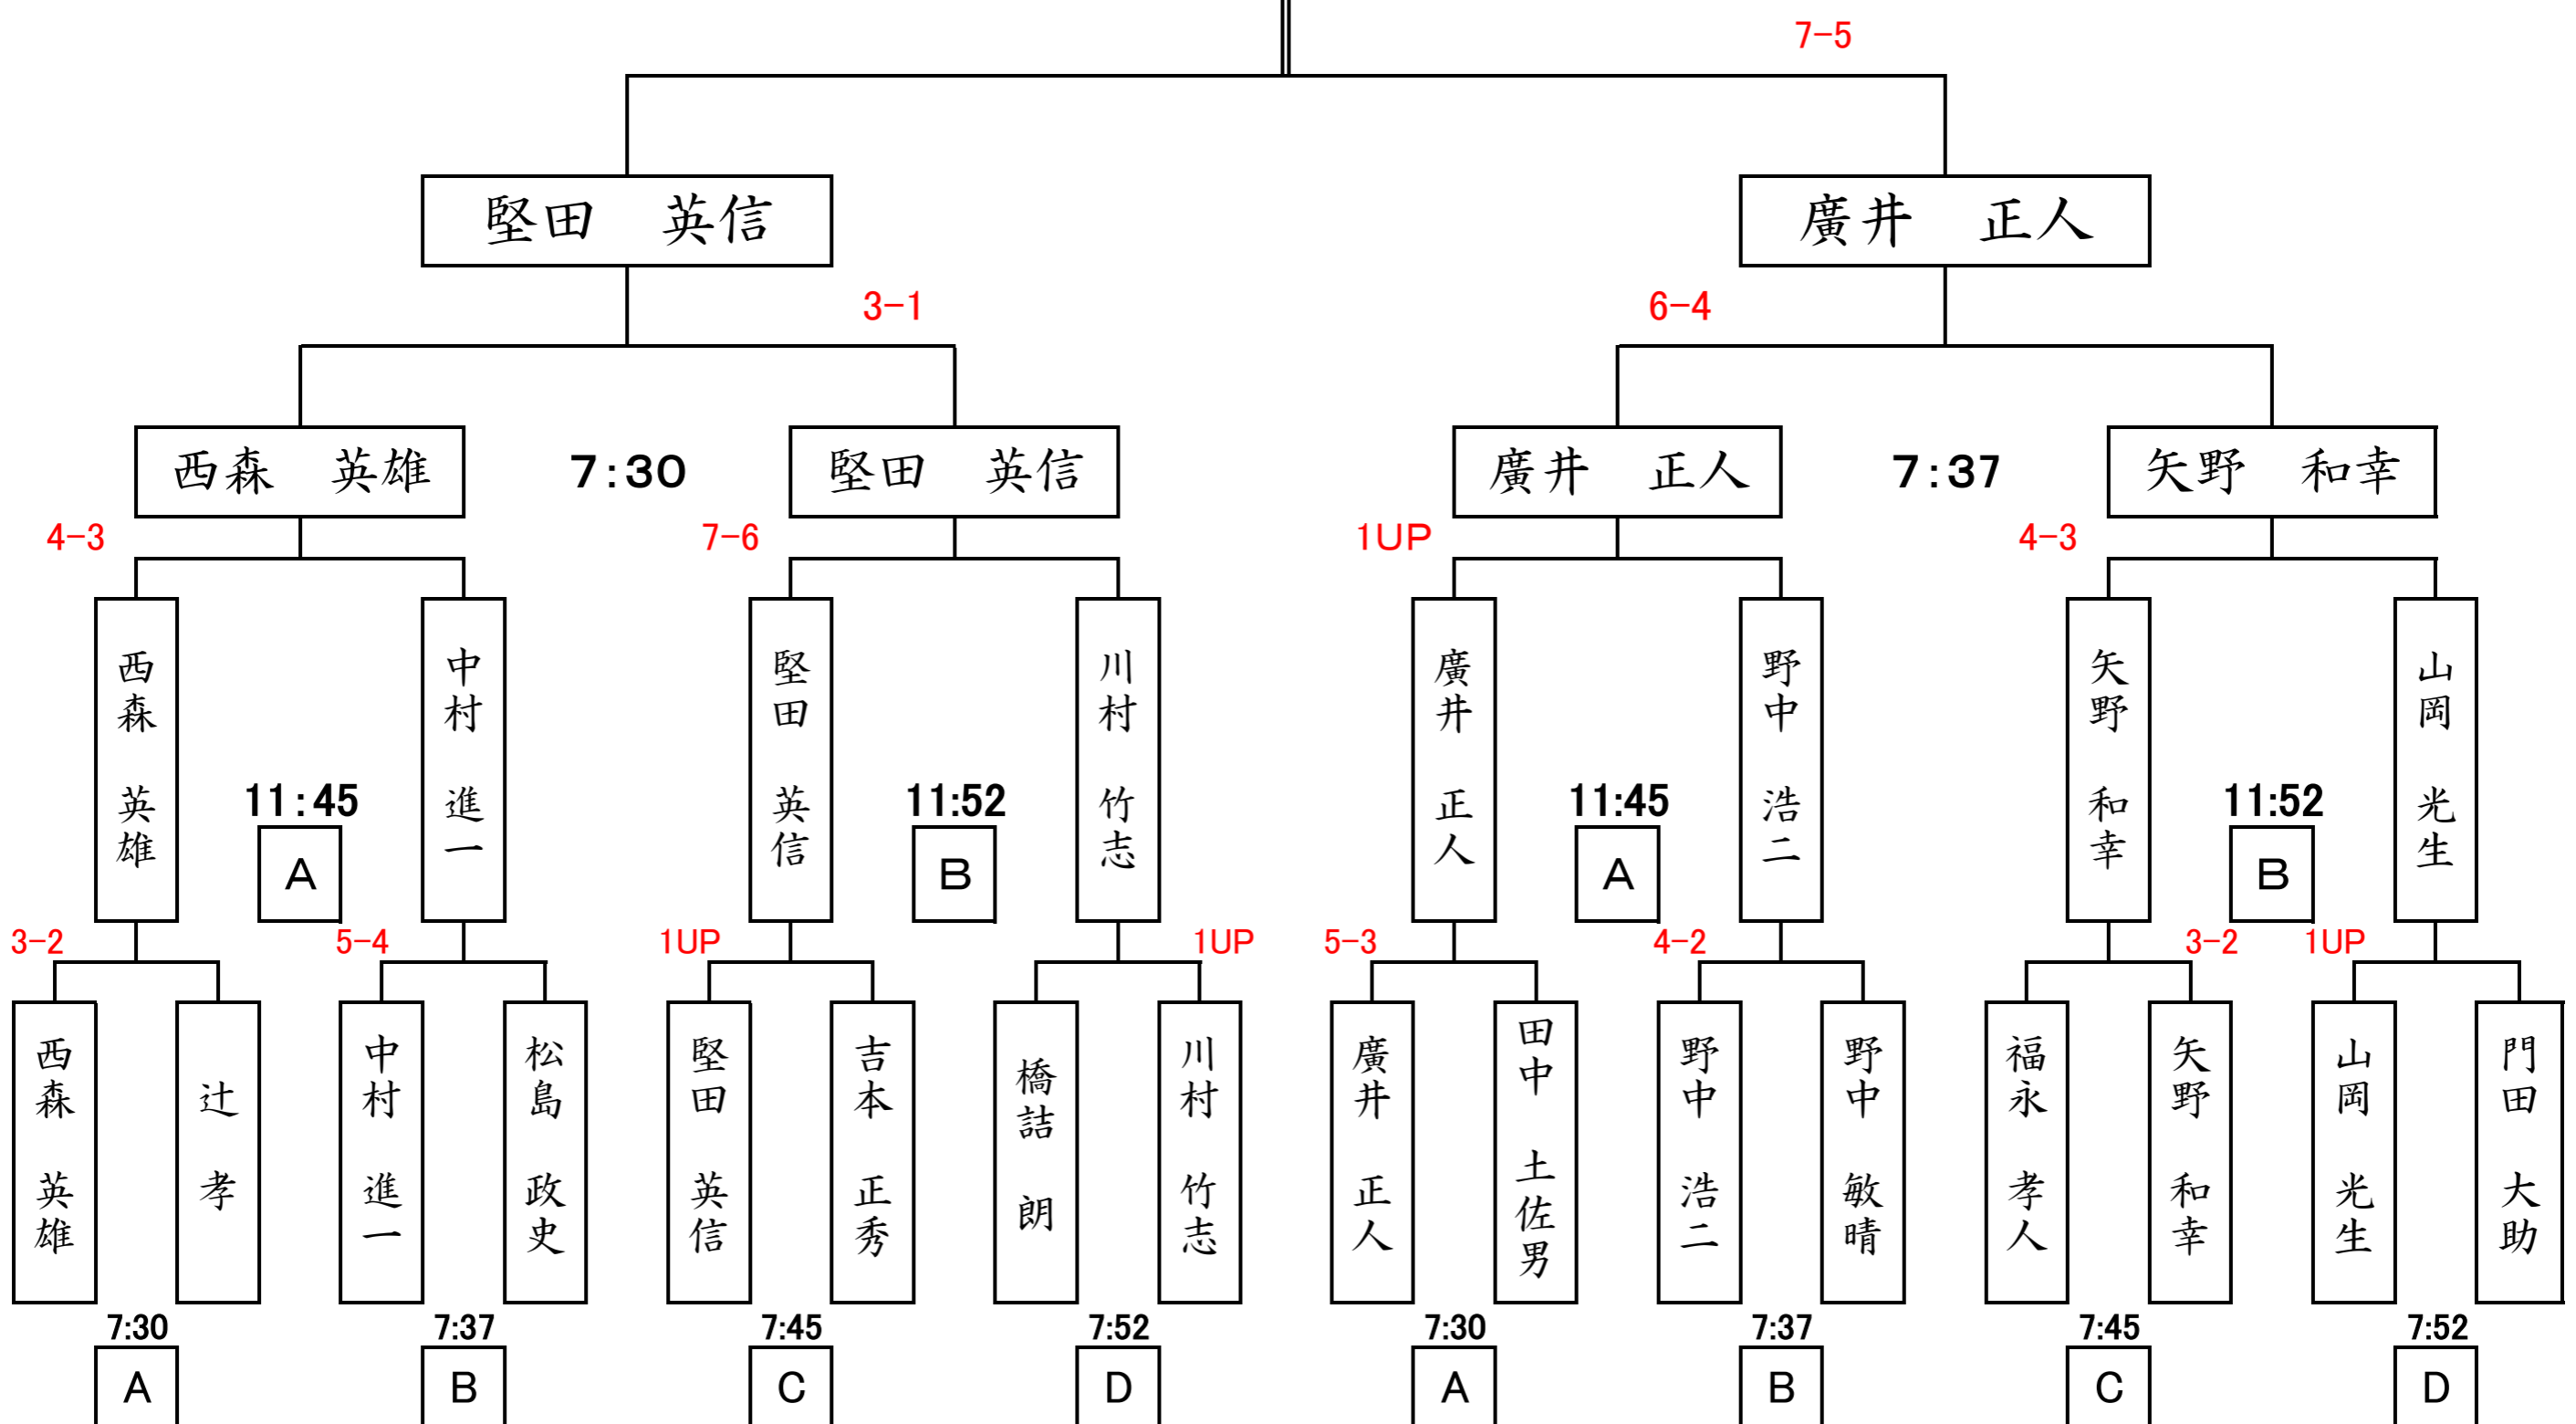 7-5
堅田　英信
廣井　正人
3-1
6-4
西森　英雄
7:30
堅田　英信
廣井　正人
7:37
矢野　和幸
4-3
7-6
1UP
4-3
西森　英雄
中村　進一
堅田　英信
川村　竹志
廣井　正人
野中　浩二
矢野　和幸
山岡　光生
11:45
11:52
11:45
11:52
A
B
A
B
3-2
5-4
1UP
1UP
5-3
4-2
3-2
1UP
西森　英雄
辻　孝
中村　進一
松島　政史
堅田　英信
吉本　正秀
橋詰　朗
川村　竹志
廣井　正人
田中　土佐男
野中　浩二
野中　敏晴
福永　孝人
矢野　和幸
山岡　光生
門田　大助
7:30
7:37
7:45
7:52
7:30
7:37
7:45
7:52
A
B
C
D
A
B
C
D